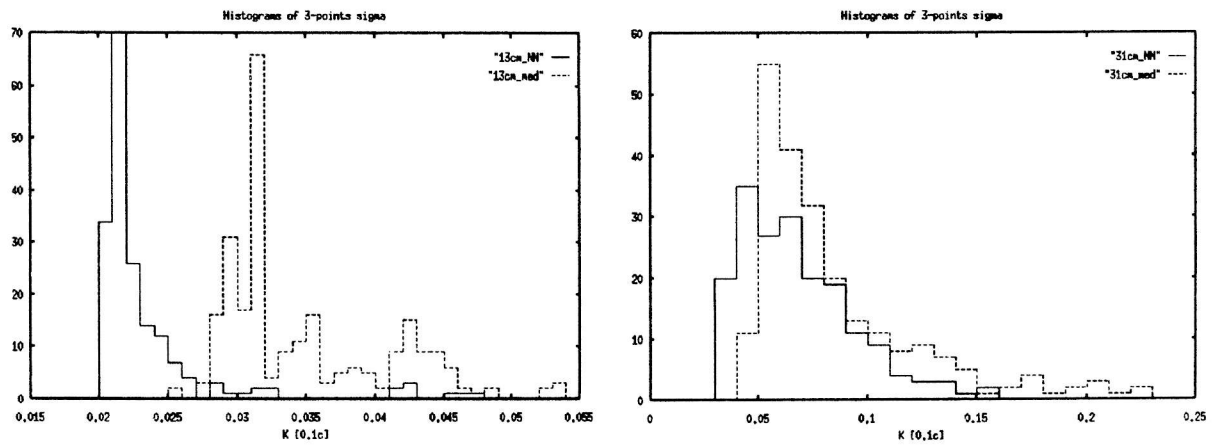 Histograms of 3-points sigma
70
60
50
40
30
20
10
0
"13cm_NN"
"13cm_med"
0.015 0.02 0.025 0.03 0.035 0.04 0.045 0.05 0.055
K [0.1c]
Histograms of 3-points sigma
60
50
40
30
20
10
0
"31cm_NN"
"31cm_med"
0 0.05 0.1 0.15 0.2 0.25
K [0.1c]